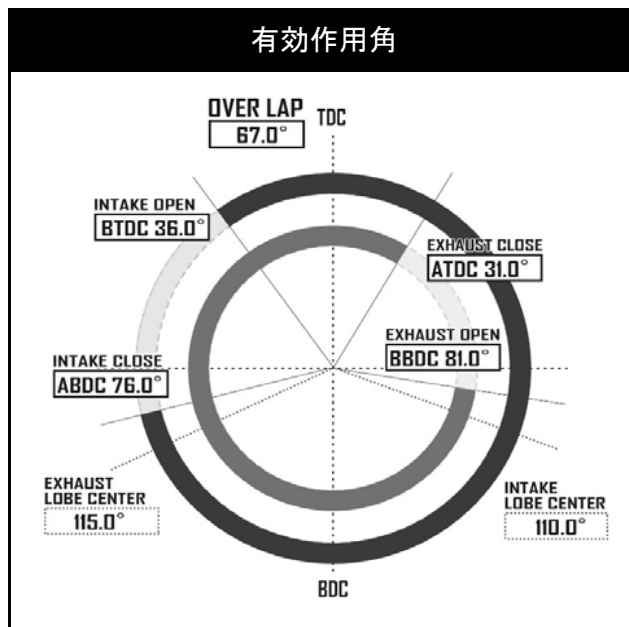 有効作用角
OVER LAP
67.0°
TDC
INTAKE OPEN
BTDC 36.0°
EXHAUST CLOSE
ATDC 31.0°
EXHAUST OPEN
BBDC 81.0°
INTAKE CLOSE
ABDC 76.0°
EXHAUST
LOBE CENTER
115.0°
INTAKE
LOBE CENTER
110.0°
BDC